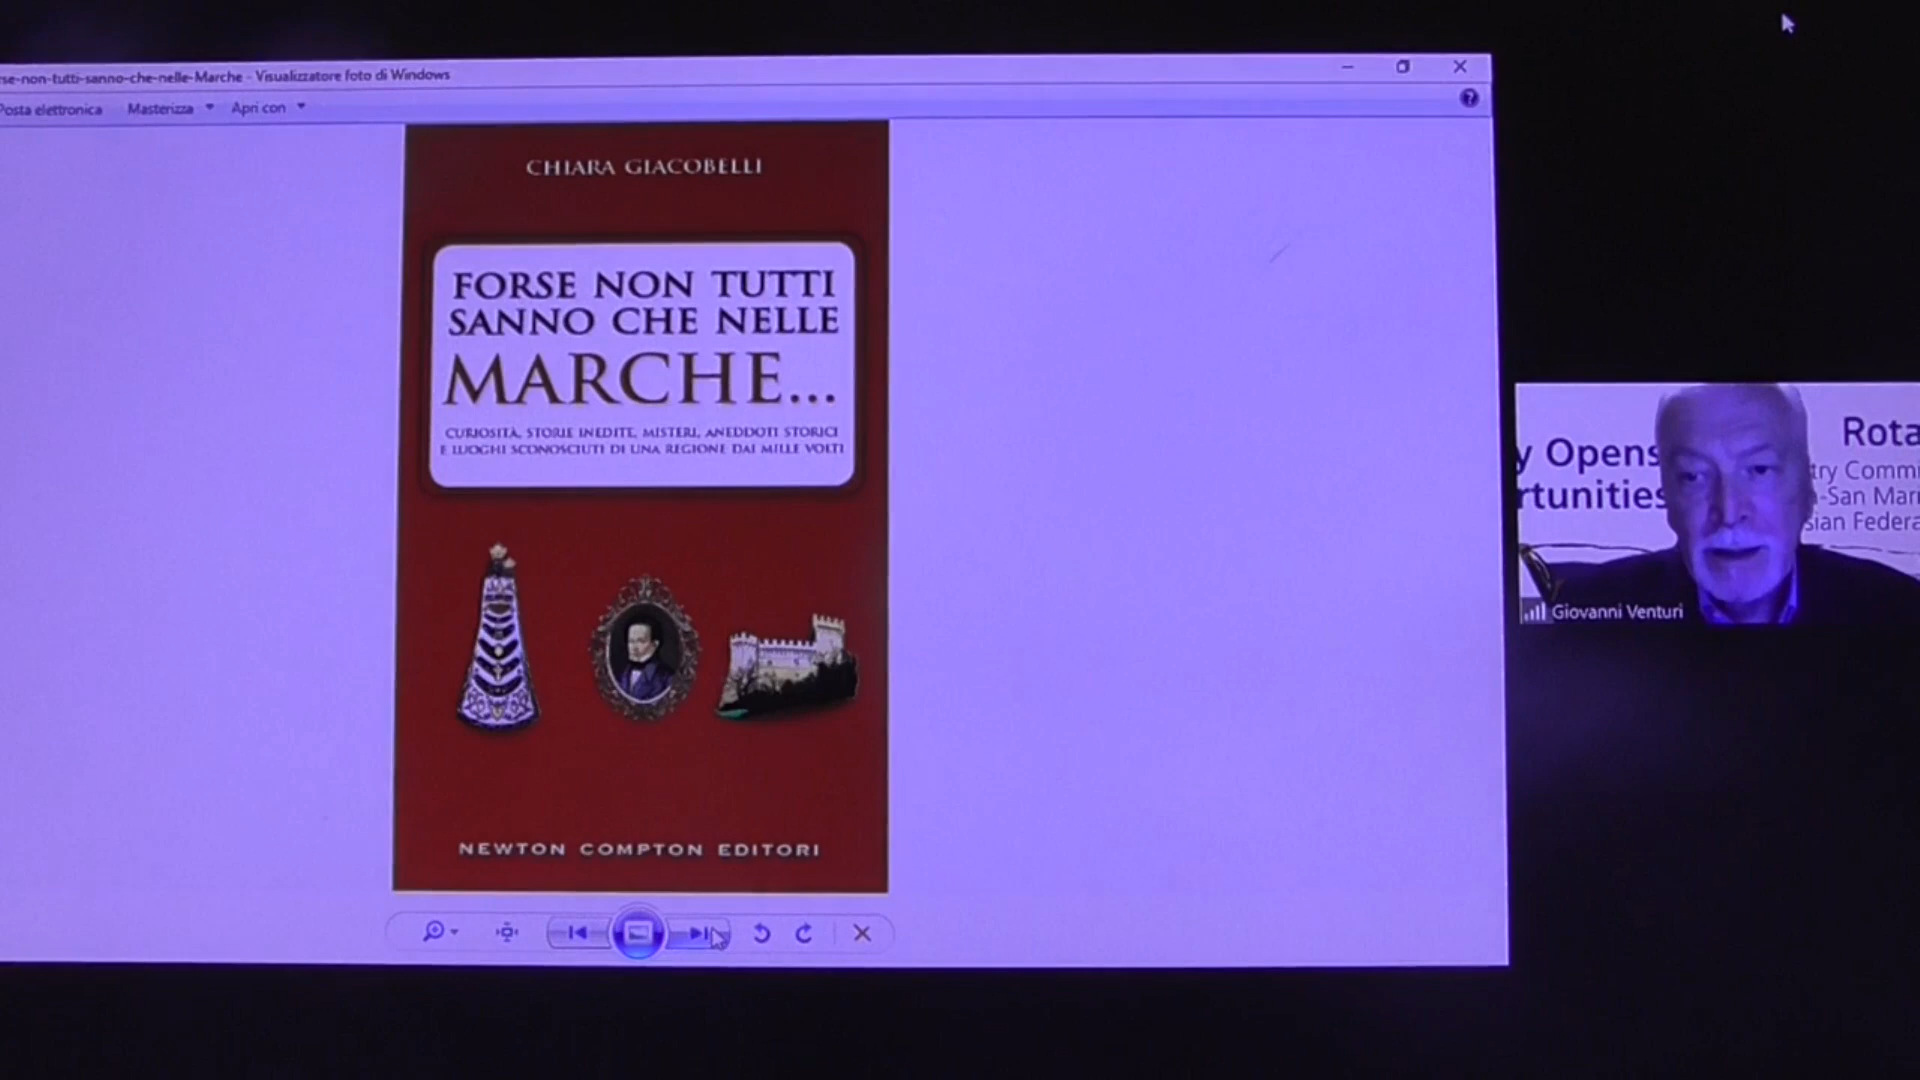 se-non-tutti-sanno-che-nelle-Marche - Visualizzatore foto di Windows
Posta elettronica Masterizza Apri con
CHIARA GIACOBELLI
FORSE NON TUTTI
SANNO CHE NELLE
MARCHE...
CURIOSITÀ, STORIE INEDITE, MISTERI, ANEDDOTI STORICI
E LUOGHI SCONOSCIUTI DI UNA REGIONE DAI MILLE VOLTI
NEWTON COMPTON EDITORI
y Opens
rtunities
Rota
try Commi
-San Mari
sian Federa
Giovanni Venturi